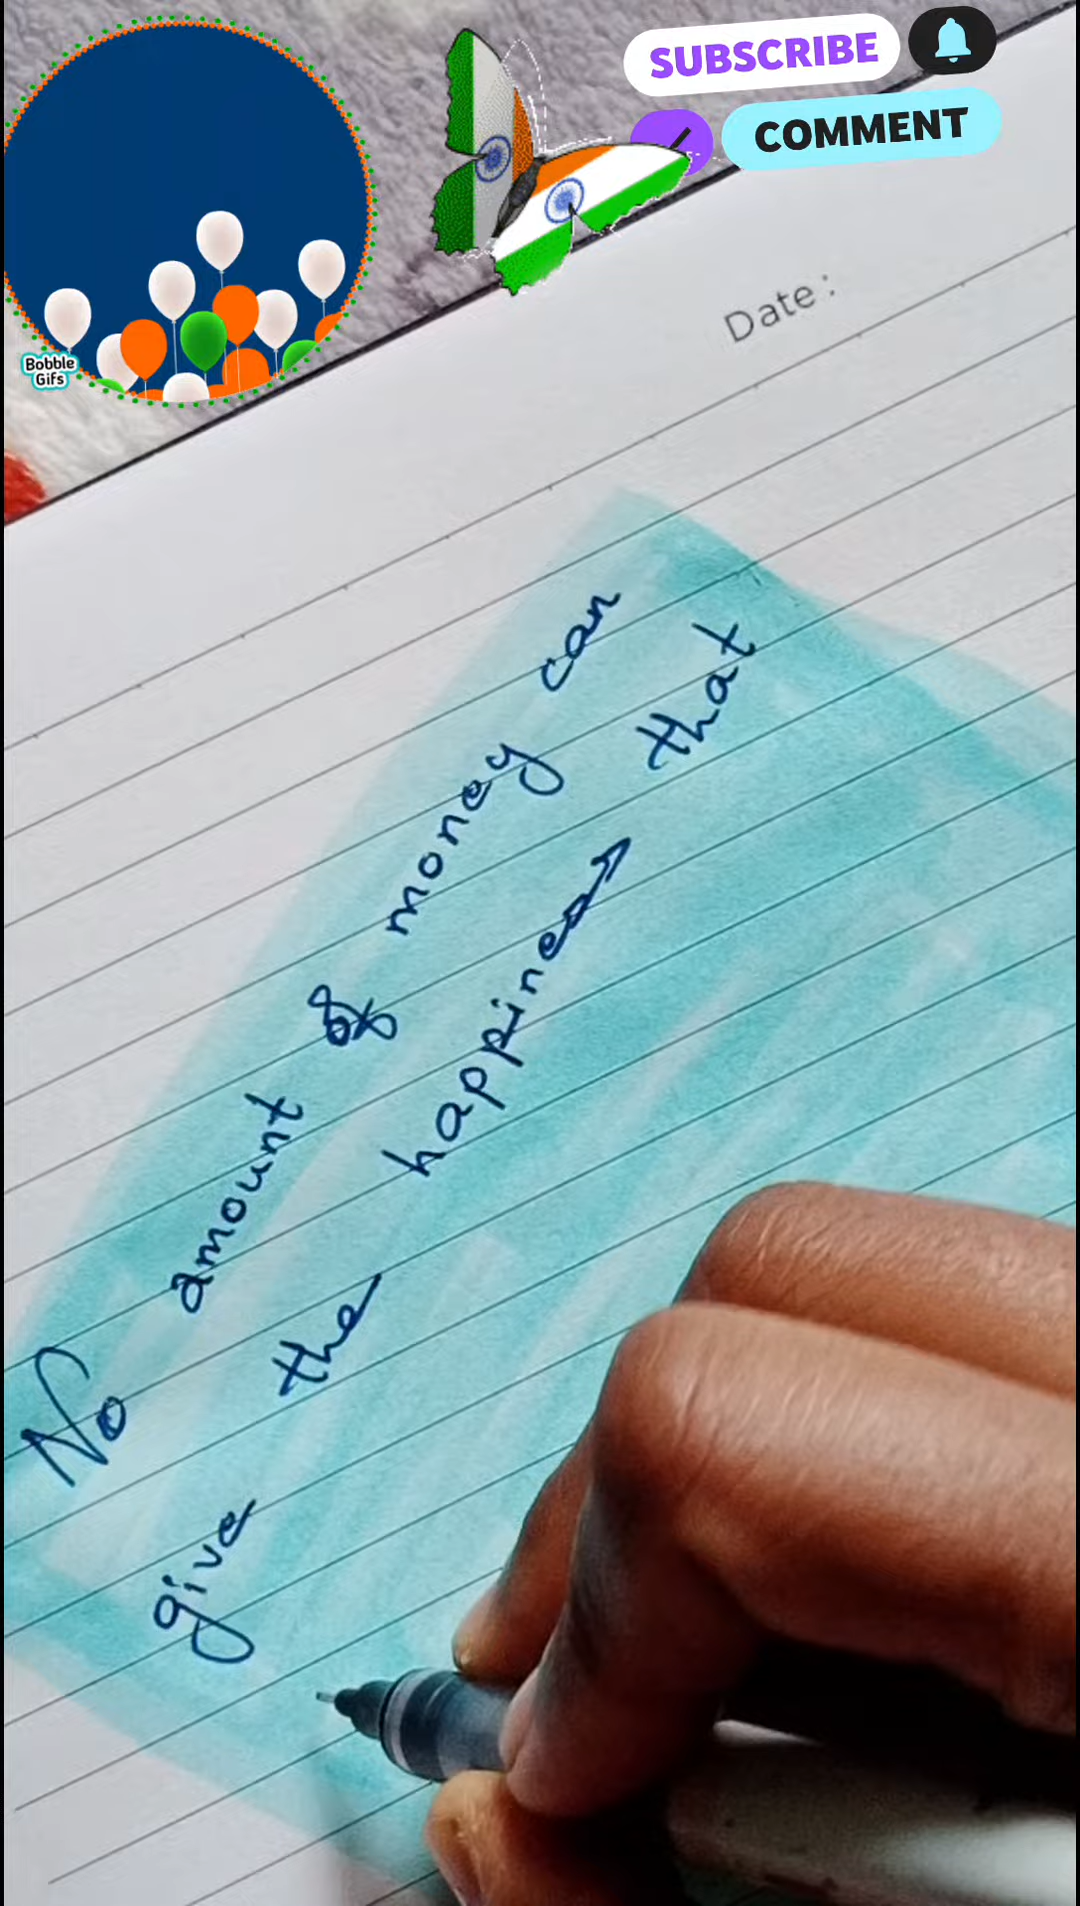 SUBSCRIBE
COMMENT
Bobble
Gifs
Date :
No amount of money can
give the happiness that